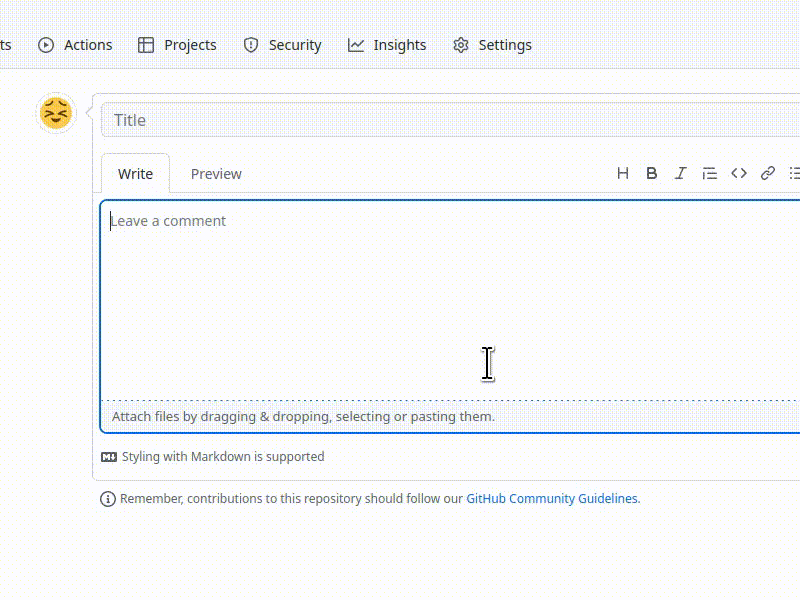 ts Actions Projects Security Insights Settings
Title
Write Preview H B I
Leave a comment
Attach files by dragging & dropping, selecting or pasting them.
Styling with Markdown is supported
Remember, contributions to this repository should follow our GitHub Community Guidelines.